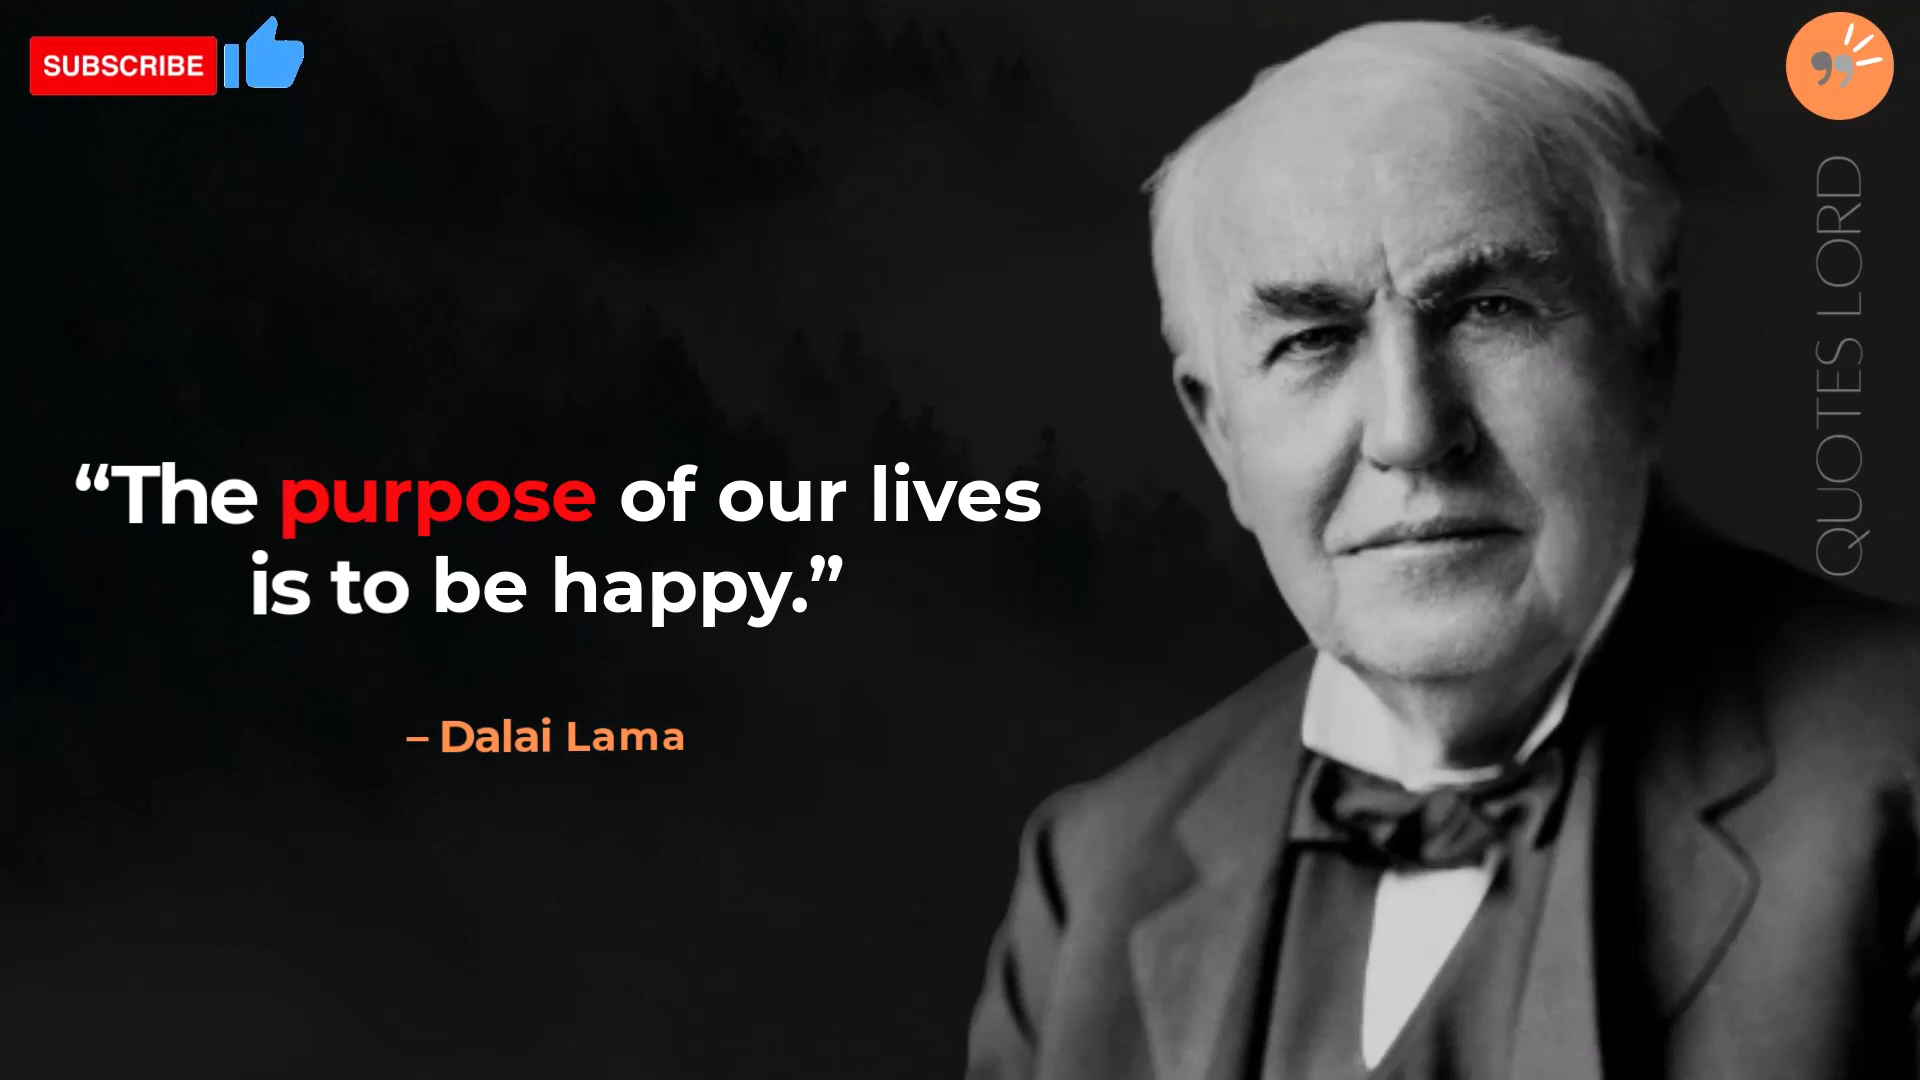 SUBSCRIBE
“The purpose of our lives
is to be happy.”
– Dalai Lama
QUOTES LORD